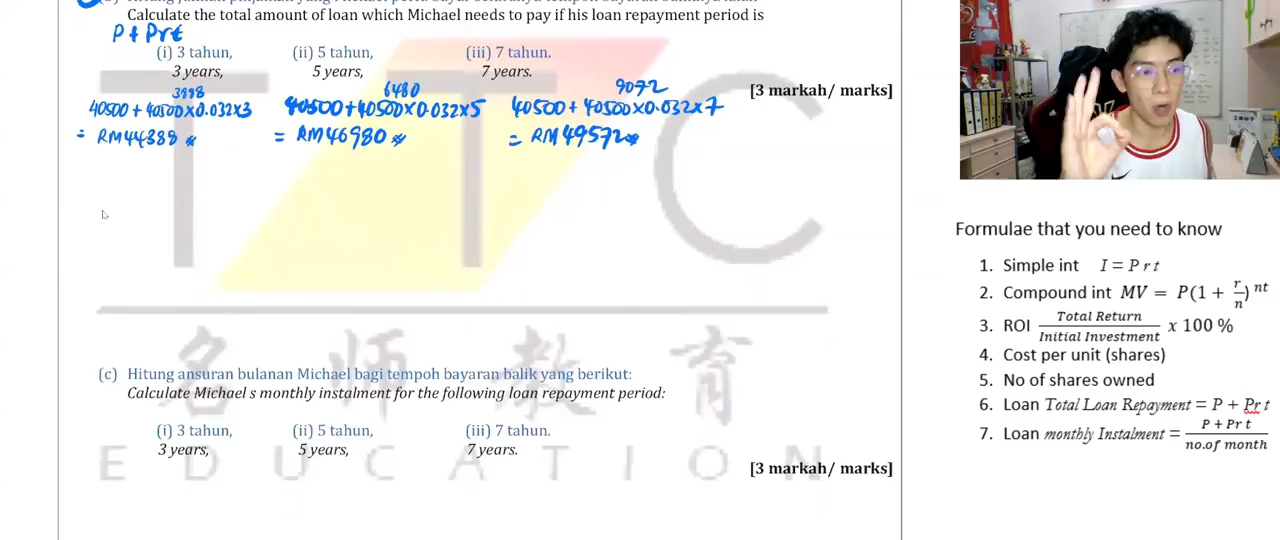 Calculate the total amount of loan which Michael needs to pay if his loan repayment period is
P + Prt
(i) 3 tahun, (ii) 5 tahun, (iii) 7 tahun.
3 years, 5 years, 7 years.
[3 markah/ marks]
3888 6480 9072
40500 + 40500 × 0.032 × 3 40500 + 40500 × 0.032 × 5 40500 + 40500 × 0.032 × 7
= RM44388 = RM46980 = RM49572
TTC
名师教育
EDUCATION
(c) Hitung ansuran bulanan Michael bagi tempoh bayaran balik yang berikut:
Calculate Michael s monthly instalment for the following loan repayment period:
(i) 3 tahun, (ii) 5 tahun, (iii) 7 tahun.
3 years, 5 years, 7 years.
[3 markah/ marks]
Formulae that you need to know
1. Simple int I = P r t
2. Compound int MV = P(1 + r/n) nt
3. ROI Total Return / Initial Investment x 100 %
4. Cost per unit (shares)
5. No of shares owned
6. Loan Total Loan Repayment = P + Pr t
7. Loan monthly Instalment = P + Pr t / no.of month